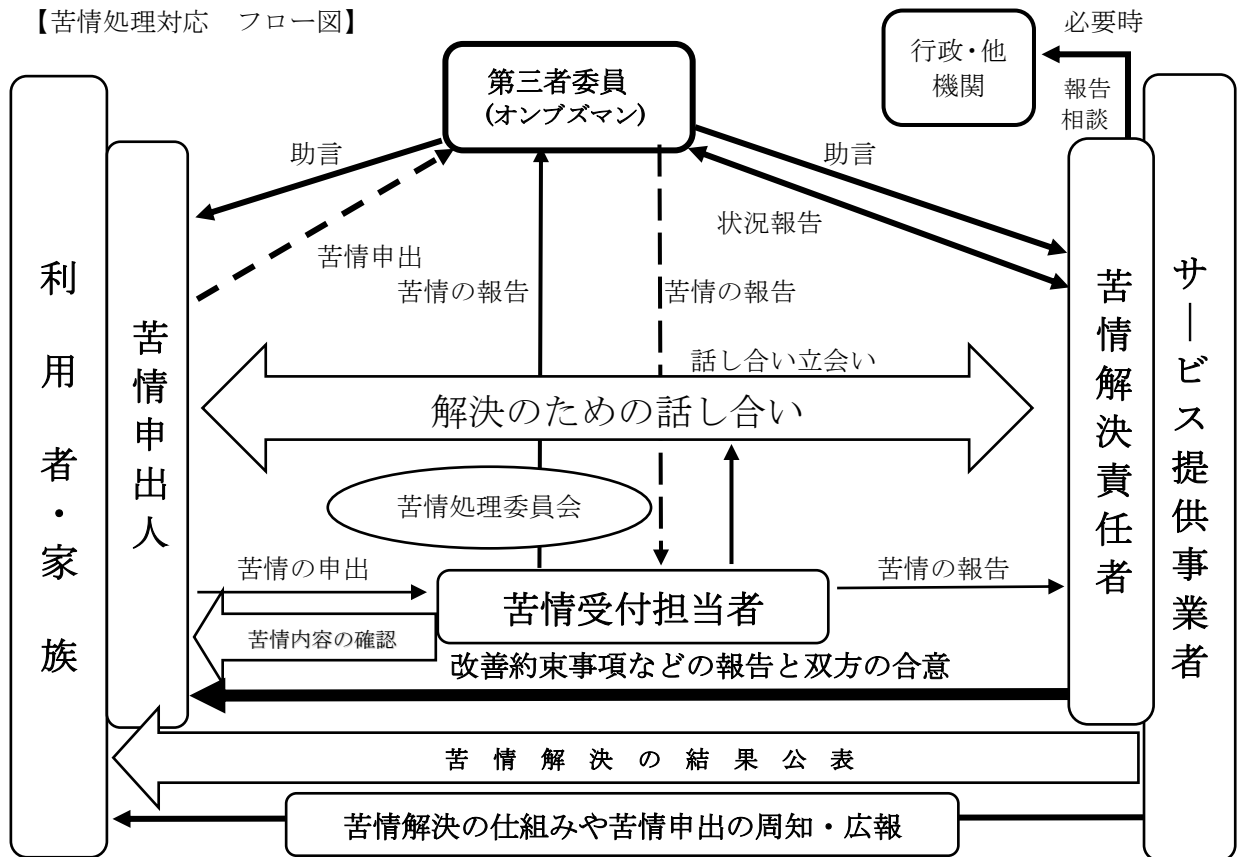 【苦情処理対応　フロー図】
必要時
行政・他
機関
報告
相談
第三者委員
(オンブズマン)
助言
助言
状況報告
苦情申出
苦情の報告
苦情の報告
利用者・家族
苦情申出人
苦情解決責任者
サービス提供事業者
話し合い立会い
解決のための話し合い
苦情処理委員会
苦情の申出
苦情の報告
苦情受付担当者
苦情内容の確認
改善約束事項などの報告と双方の合意
苦情解決の結果公表
苦情解決の仕組みや苦情申出の周知・広報